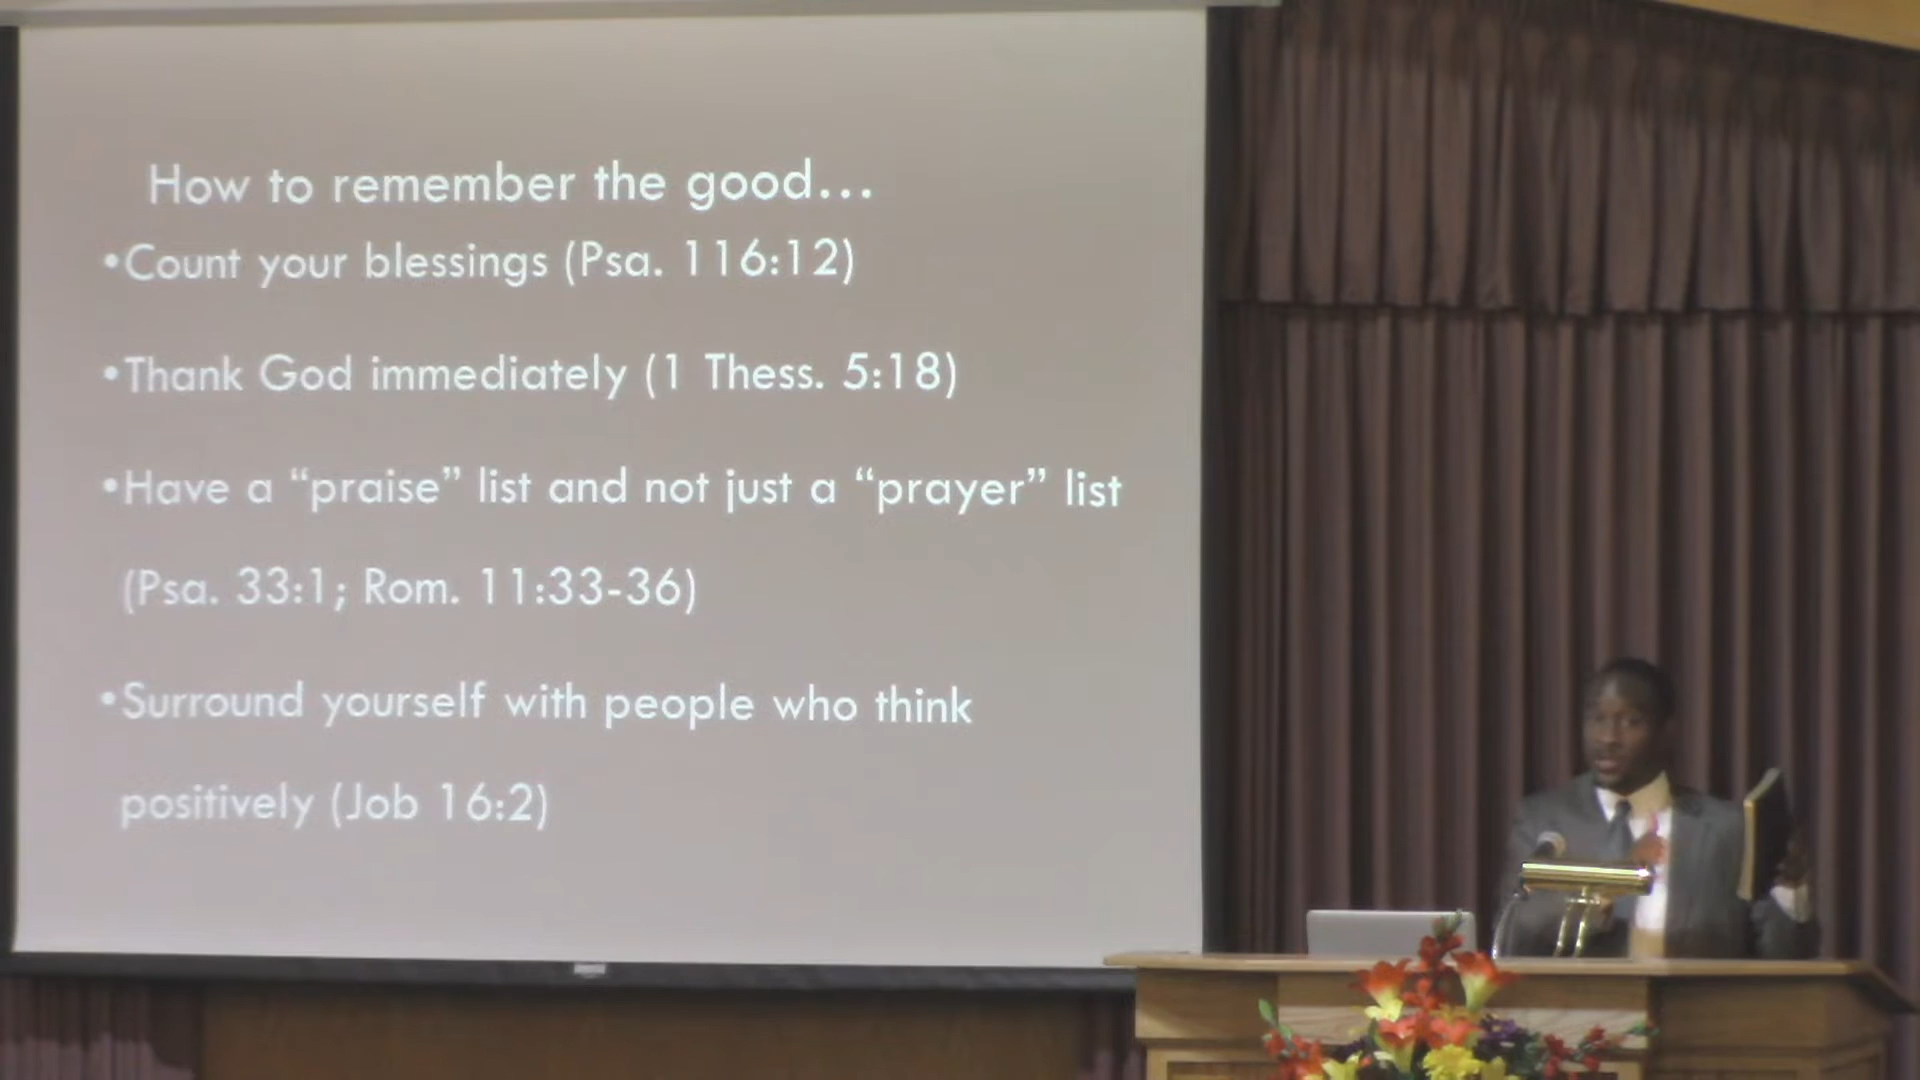 How to remember the good...
•Count your blessings (Psa. 116:12)
•Thank God immediately (1 Thess. 5:18)
•Have a “praise” list and not just a “prayer” list
(Psa. 33:1; Rom. 11:33-36)
•Surround yourself with people who think
positively (Job 16:2)